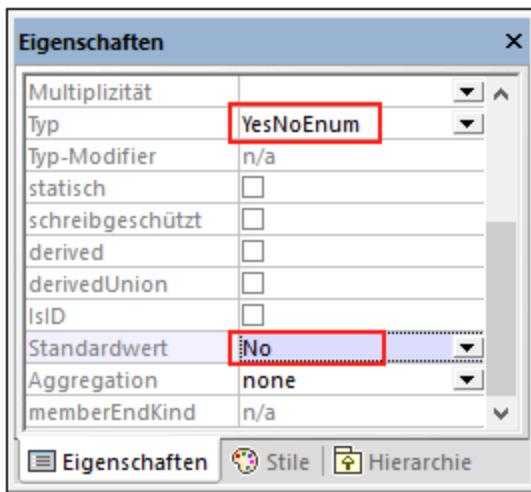 Eigenschaften
Multiplizität
Typ YesNoEnum
Typ-Modifier n/a
statisch
schreibgeschützt
derived
derivedUnion
IsID
Standardwert No
Aggregation none
memberEndKind n/a
Eigenschaften Stile Hierarchie